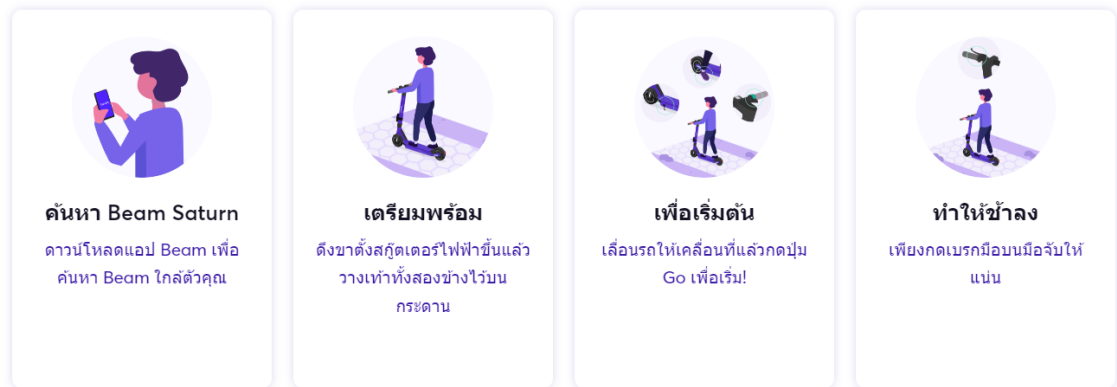 ค้นหา Beam Saturn
ดาวน์โหลดแอป Beam เพื่อ
ค้นหา Beam ใกล้ตัวคุณ
เตรียมพร้อม
ดึงขาตั้งสกู๊ตเตอร์ไฟฟ้าขึ้นแล้ว
วางเท้าทั้งสองข้างไว้บน
กระดาน
เพื่อเริ่มต้น
เลื่อนรถให้เคลื่อนที่แล้วกดปุ่ม
Go เพื่อเริ่ม!
ทำให้ช้ำลง
เพียงกดเบรกมือบนมือจับให้
แน่น